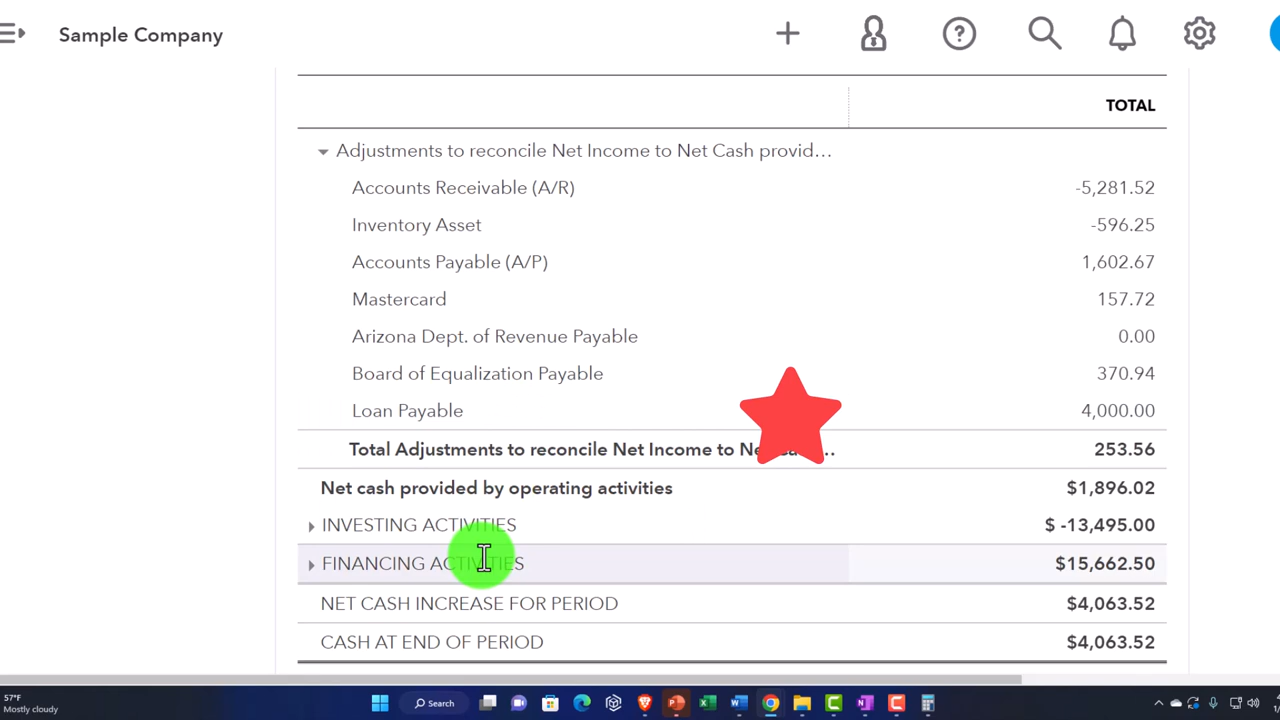 Sample Company
TOTAL
Adjustments to reconcile Net Income to Net Cash provid…
Accounts Receivable (A/R) -5,281.52
Inventory Asset -596.25
Accounts Payable (A/P) 1,602.67
Mastercard 157.72
Arizona Dept. of Revenue Payable 0.00
Board of Equalization Payable 370.94
Loan Payable 4,000.00
Total Adjustments to reconcile Net Income to … 253.56
Net cash provided by operating activities $1,896.02
INVESTING ACTIVITIES $ -13,495.00
FINANCING ACTIVITIES $15,662.50
NET CASH INCREASE FOR PERIOD $4,063.52
CASH AT END OF PERIOD $4,063.52
57°F
Mostly cloudy
Search